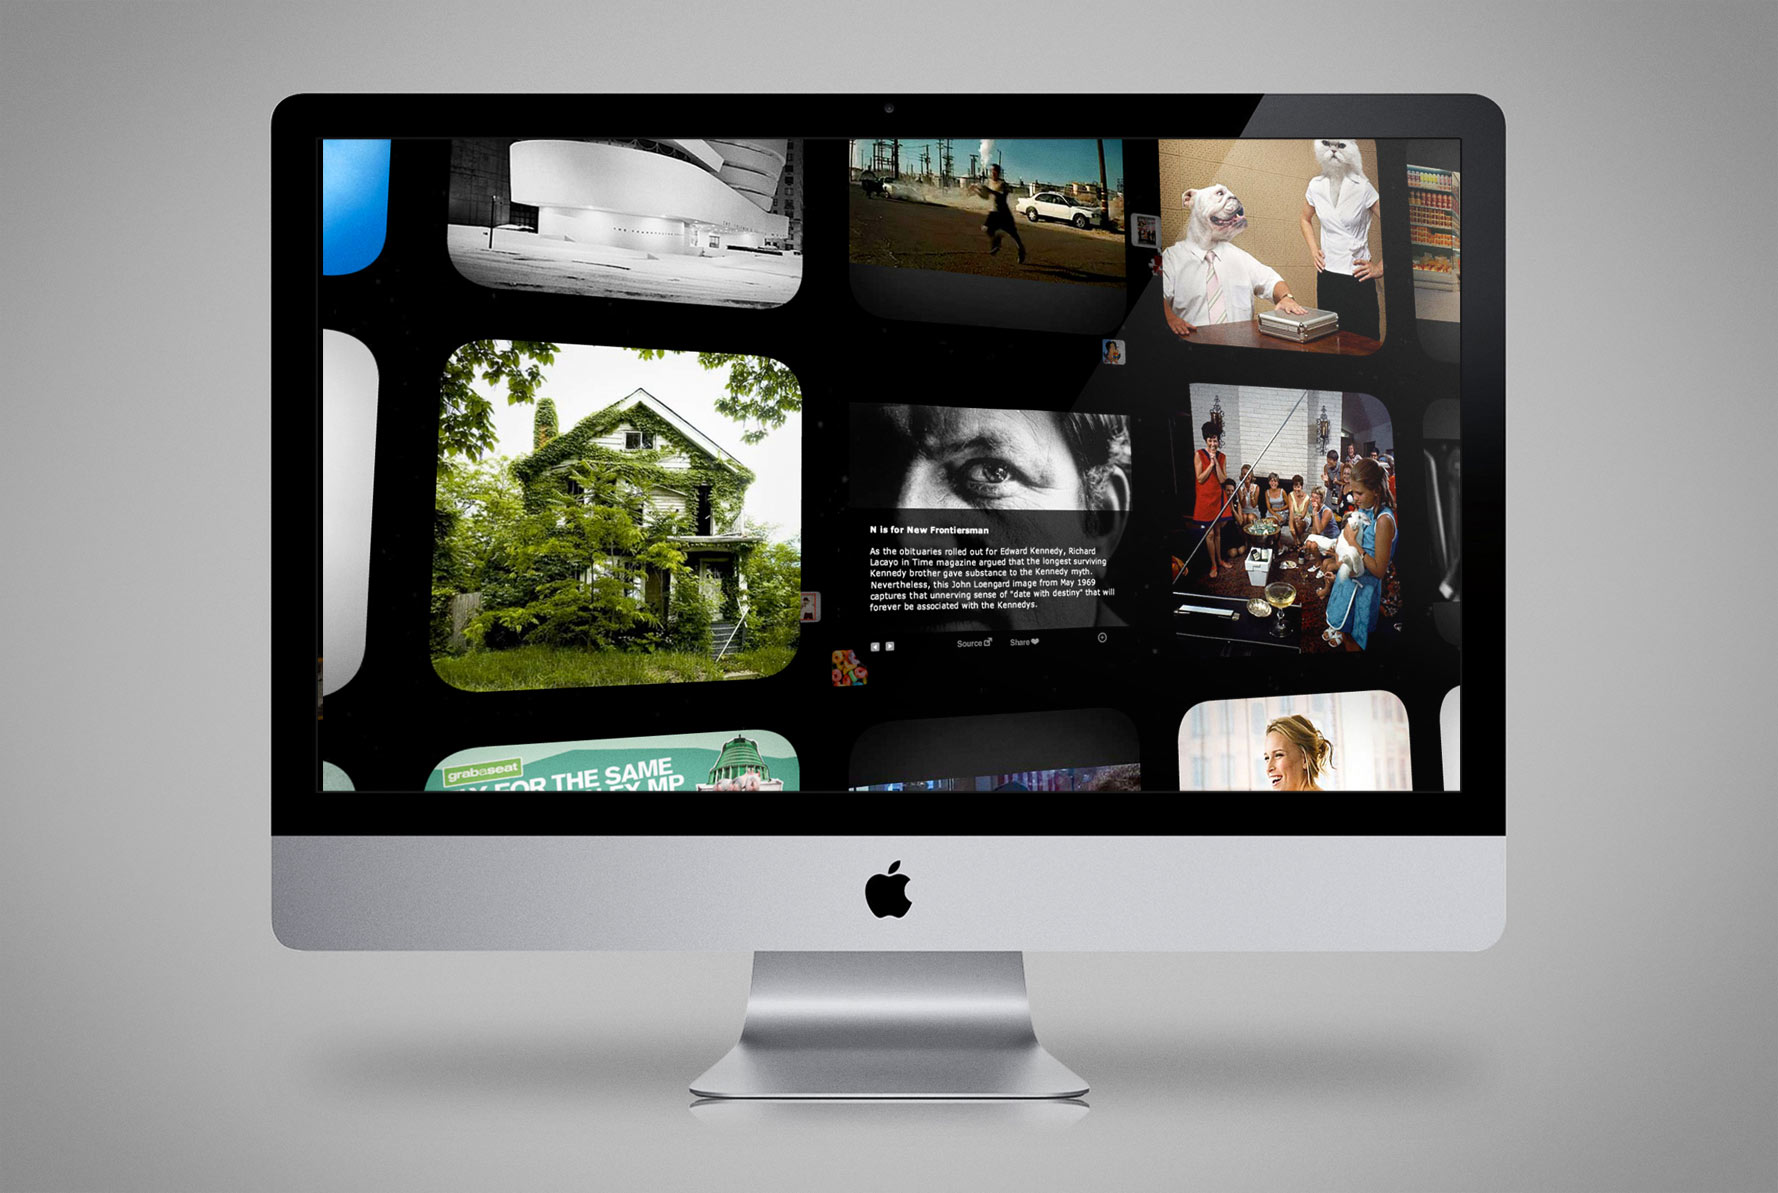 N is for New Frontiersman
As the obituaries rolled out for Edward Kennedy, Richard
Lacayo in Time magazine argued that the longest surviving
Kennedy brother gave substance to the Kennedy myth.
Nevertheless, this John Loengard image from May 1969
captures that unnerving sense of "date with destiny" that will
forever be associated with the Kennedys.
Source
Share
grabaseat
FOR THE SAME
MP